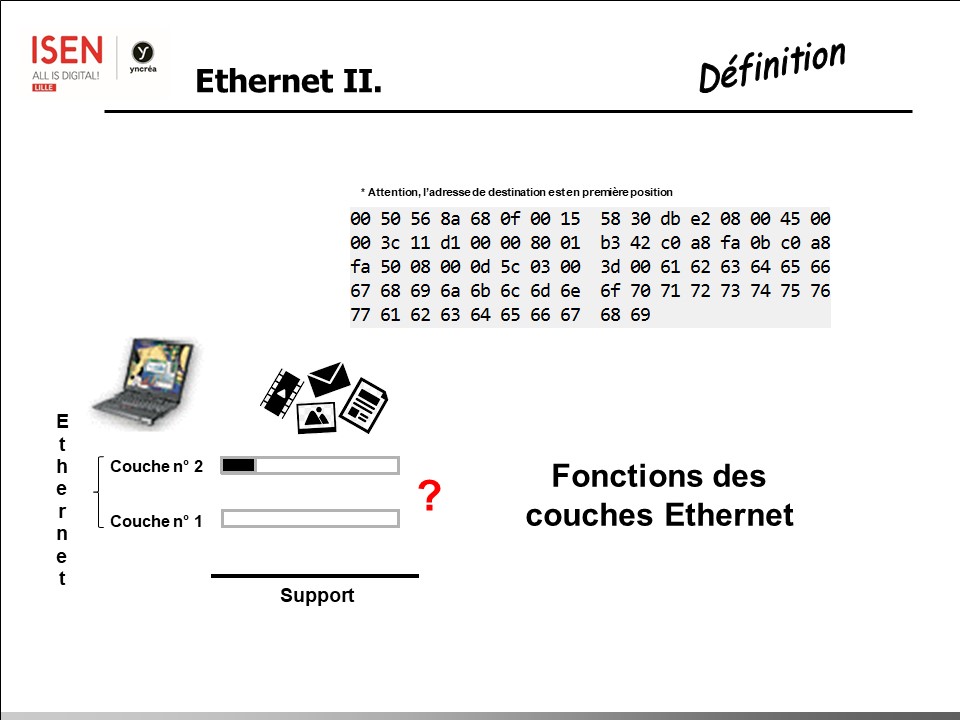 ISEN
ALL IS DIGITAL!
LILLE
y
yncréa
Ethernet II.
Définition
* Attention, l'adresse de destination est en première position
00 50 56 8a 68 0f 00 15 58 30 db e2 08 00 45 00
00 3c 11 d1 00 00 80 01 b3 42 c0 a8 fa 0b c0 a8
fa 50 08 00 0d 5c 03 00 3d 00 61 62 63 64 65 66
67 68 69 6a 6b 6c 6d 6e 6f 70 71 72 73 74 75 76
77 61 62 63 64 65 66 67 68 69
Ethernet
Couche n° 2
Couche n° 1
?
Support
Fonctions des
couches Ethernet